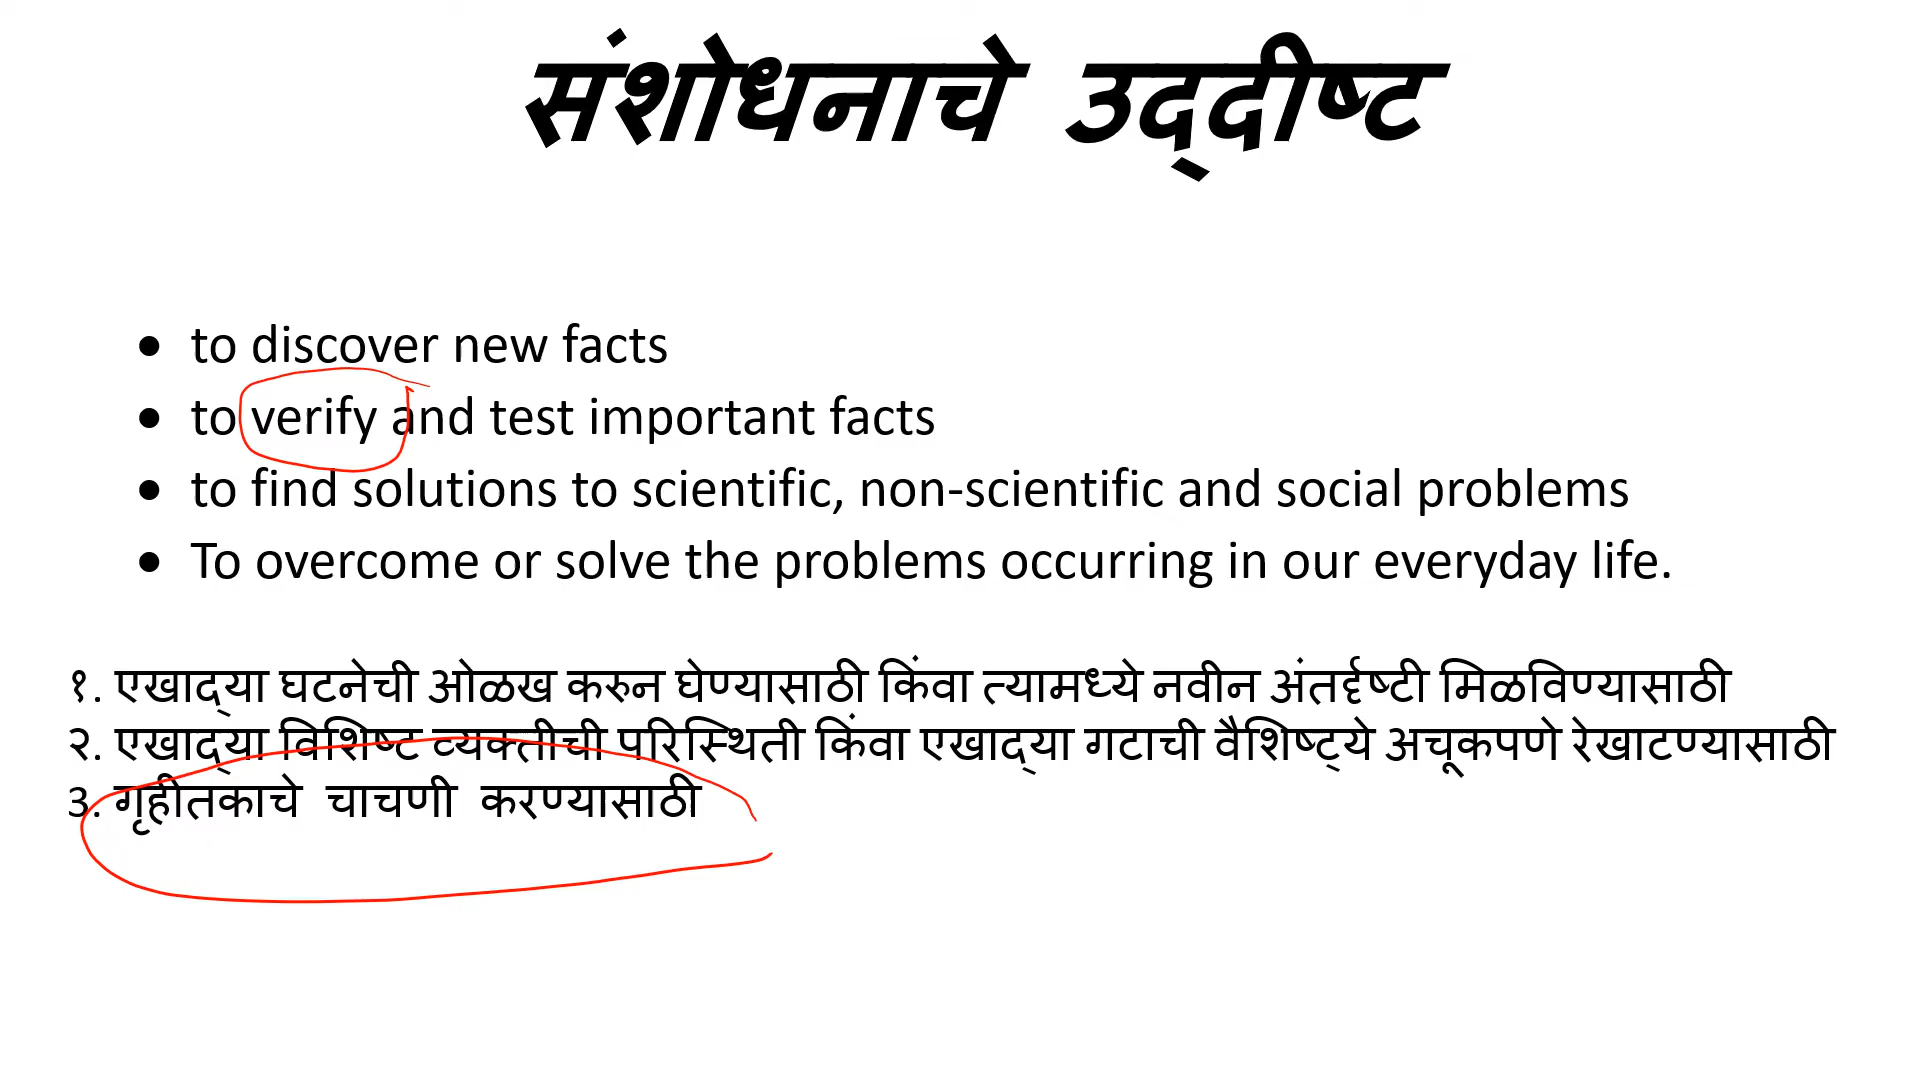 संशोधनाचे उद्‌दीष्ट
• to discover new facts
• to verify and test important facts
• to find solutions to scientific, non-scientific and social problems
• To overcome or solve the problems occurring in our everyday life.
१. एखाद्‌या घटनेची ओळख करुन घेण्यासाठी किंवा त्यामध्ये नवीन अंतर्दृष्टी मिळविण्यासाठी
२. एखाद्‌या विशिष्ट व्यक्तीची परिस्थिती किंवा एखाद्‌या गटाची वैशिष्ट्ये अचूकपणे रेखाटण्यासाठी
3. गृहीतकाचे चाचणी करण्यासाठी